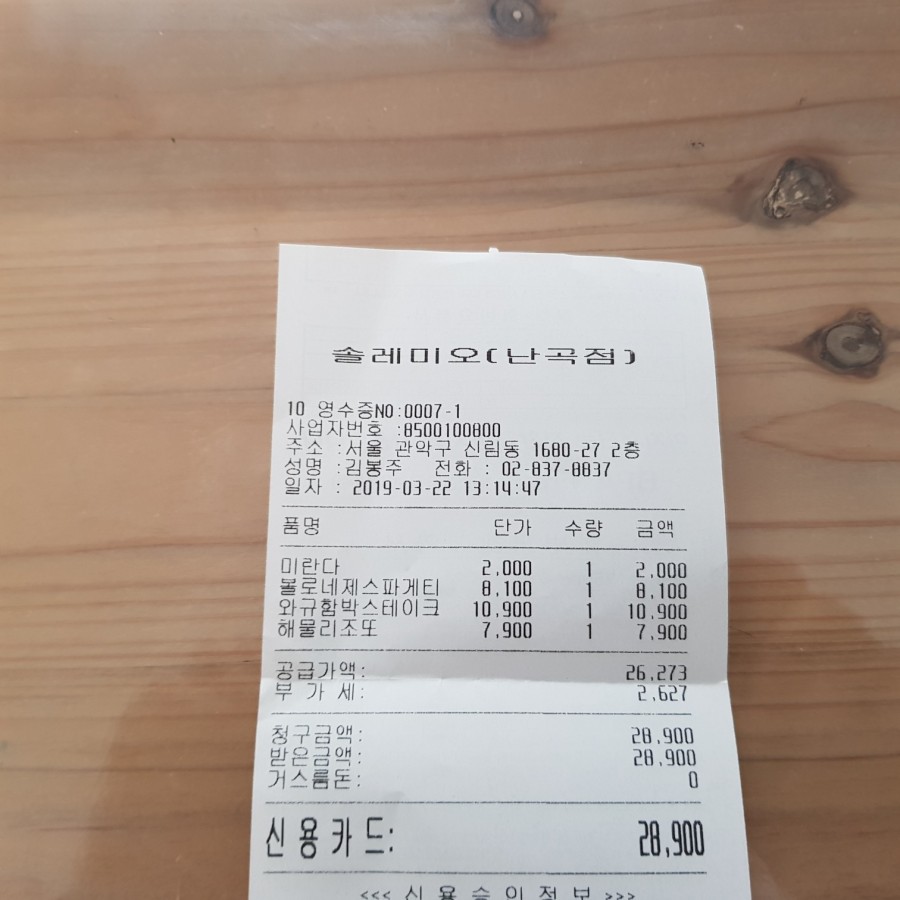 솔레미오(난곡점)
10 영수증NO:0007-1
사업자번호 :8500100800
주소 :서울 관악구 신림동 1680-27 2층
성명 :김봉주 전화 : 02-837-8837
일자 : 2019-03-22 13:14:47
품명 단가 수량 금액
미란다 2,000 1 2,000
볼로네제스파게티 8,100 1 8,100
와규함박스테이크 10,900 1 10,900
해물리조또 7,900 1 7,900
공급가액: 26,273
부 가 세: 2,627
청구금액: 28,900
받은금액: 28,900
거스름돈: 0
신용카드: 28,900
<<< 신 용 승 인 정 보 >>>